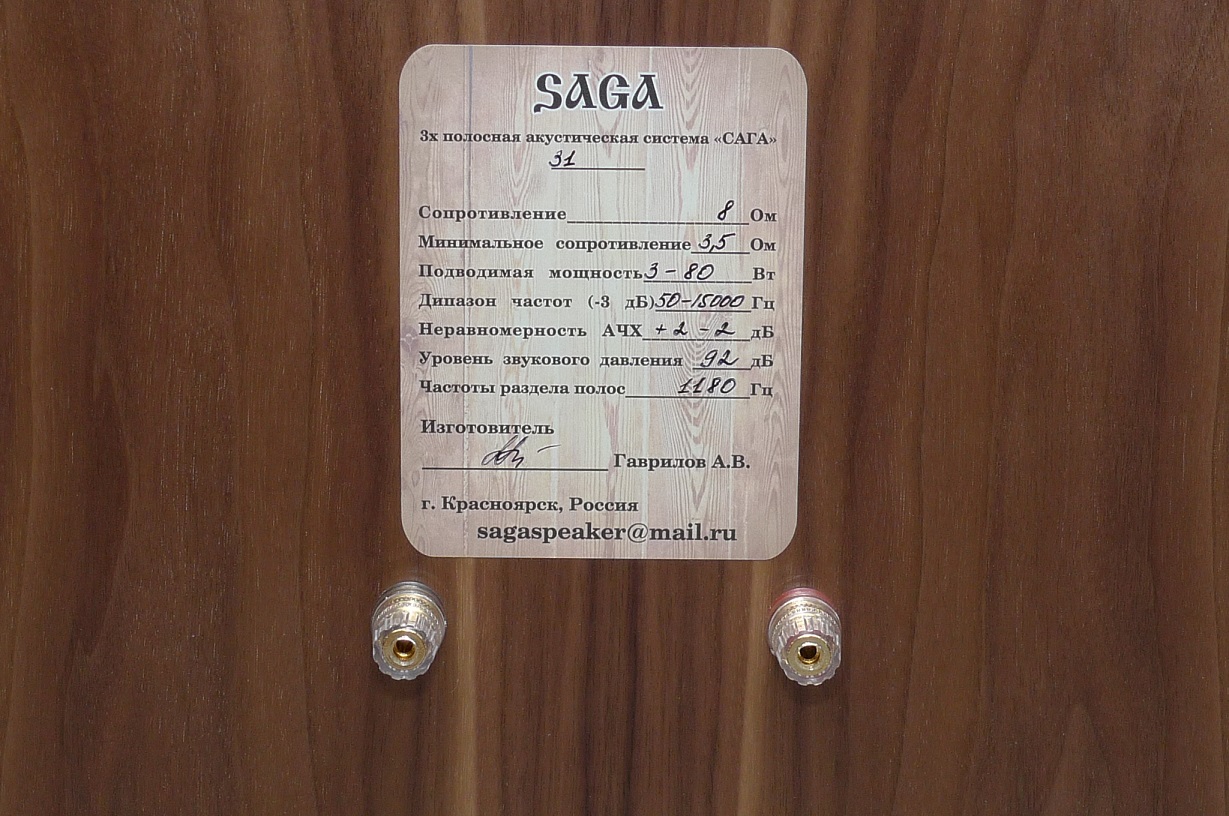 SAGA
3х полосная акустическая система «САГА»
31
Сопротивление 8 Ом
Минимальное сопротивление 3,5 Ом
Подводимая мощность 3-80 Вт
Дипазон частот (-3 дБ) 50-15000 Гц
Неравномерность АЧХ +2 -2 дБ
Уровень звукового давления 92 дБ
Частоты раздела полос 1180 Гц
Изготовитель
Гаврилов А.В.
г. Красноярск, Россия
sagaspeaker@mail.ru